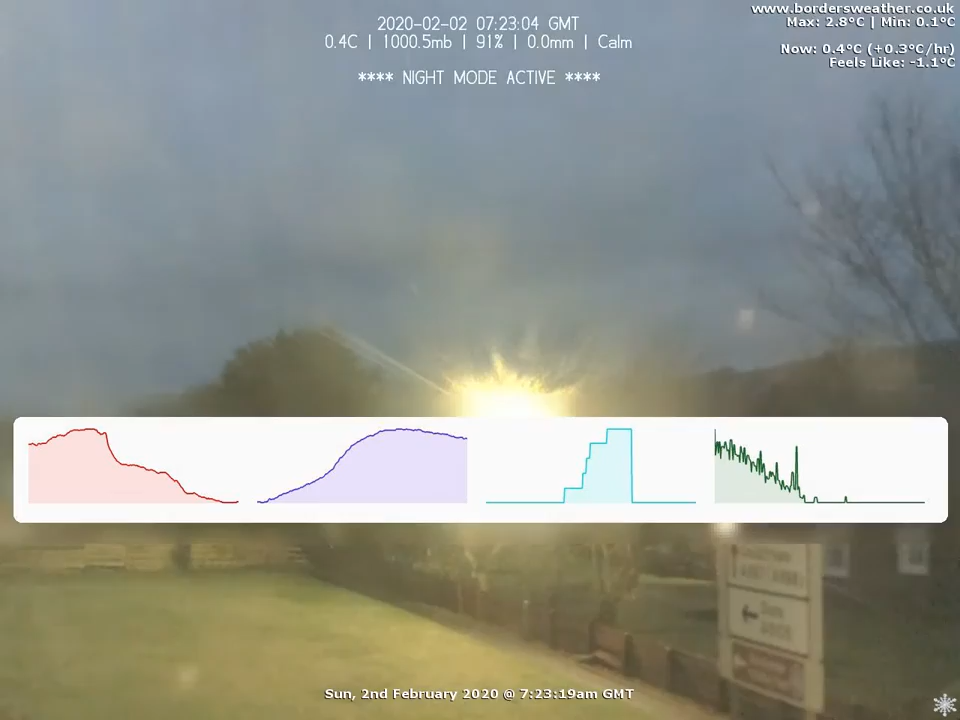 www.bordersweather.co.uk
Max: 2.8°C | Min: 0.1°C
2020-02-02 07:23:04 GMT
0.4C | 1000.5mb | 91% | 0.0mm | Calm
Now: 0.4°C (+0.3°C/hr)
Feels Like: -1.1°C
**** NIGHT MODE ACTIVE ****
Sun, 2nd February 2020 @ 7:23:19am GMT